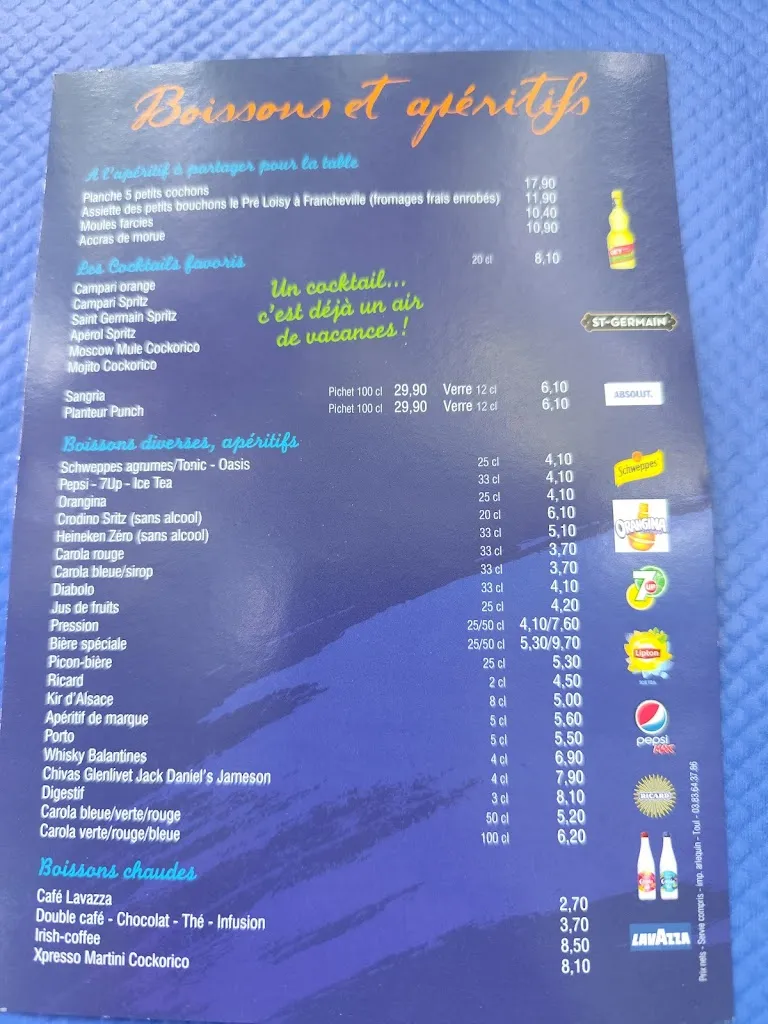 Boissons et apéritifs
A l'apéritif à partager pour la table
Planche 5 petits cochons 17,90
Assiette des petits bouchons le Pré Loisy à Francheville (fromages frais enrobés) 11,90
Moules farcies 10,40
Accras de morue 10,90
Les Cocktails favoris 20 cl 8,10
Campari orange
Campari Spritz
Saint Germain Spritz
Apérol Spritz
Moscow Mule Cockorico
Mojito Cockorico
Un cocktail...
c'est déjà un air
de vacances !
ST-GERMAIN
Sangria Pichet 100 cl 29,90 Verre 12 cl 6,10
Planteur Punch Pichet 100 cl 29,90 Verre 12 cl 6,10
ABSOLUT.
Boissons diverses, apéritifs
Schweppes agrumes/Tonic - Oasis 25 cl 4,10
Pepsi - 7Up - Ice Tea 33 cl 4,10
Orangina 25 cl 4,10
Crodino Sritz (sans alcool) 20 cl 6,10
Heineken Zéro (sans alcool) 33 cl 5,10
Carola rouge 33 cl 3,70
Carola bleue/sirop 33 cl 3,70
Diabolo 33 cl 4,10
Jus de fruits 25 cl 4,20
Pression 25/50 cl 4,10/7,60
Bière spéciale 25/50 cl 5,30/9,70
Picon-bière 25 cl 5,30
Ricard 2 cl 4,50
Kir d'Alsace 8 cl 5,00
Apéritif de marque 5 cl 5,60
Porto 5 cl 5,50
Whisky Balantines 4 cl 6,90
Chivas Glenlivet Jack Daniel's Jameson 4 cl 7,90
Digestif 3 cl 8,10
Carola bleue/verte/rouge 50 cl 5,20
Carola verte/rouge/bleue 100 cl 6,20
Schweppes
ORANGINA
7UP
Lipton
pepsi
MAX
RICARD
Boissons chaudes
Café Lavazza 2,70
Double café - Chocolat - Thé - Infusion 3,70
Irish-coffee 8,50
Xpresso Martini Cockorico 8,10
LAVAZZA
Prix nets - Servie compris - imp. arlequin - Toul - 03.83.64.37.86